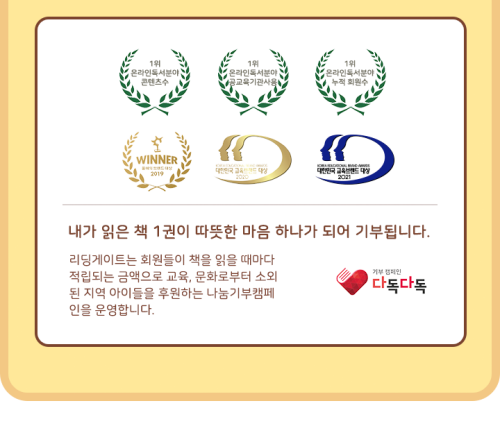 1위
온라인독서분야
콘텐츠수
1위
온라인독서분야
공교육기관사용
1위
온라인독서분야
누적 회원수
WINNER
2019
KOREA EDUCATIONAL BRAND AWARDS
대한민국 교육브랜드 대상
2020
KOREA EDUCATIONAL BRAND AWARDS
대한민국 교육브랜드 대상
2021
내가 읽은 책 1권이 따뜻한 마음 하나가 되어 기부됩니다.
리딩게이트는 회원들이 책을 읽을 때마다
적립되는 금액으로 교육, 문화로부터 소외
된 지역 아이들을 후원하는 나눔기부캠페
인을 운영합니다.
기부 캠페인
다독다독